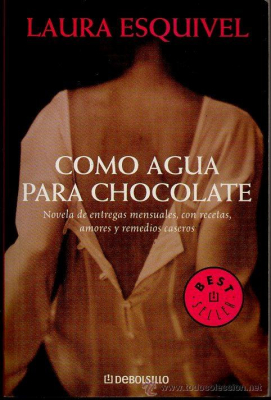 LAURA ESQUIVEL
COMO AGUA
PARA CHOCOLATE
Novela de entregas mensuales, con recetas,
amores y remedios caseros
BEST
SELLER
DEBOLSILLO
www.todocoleccion.net